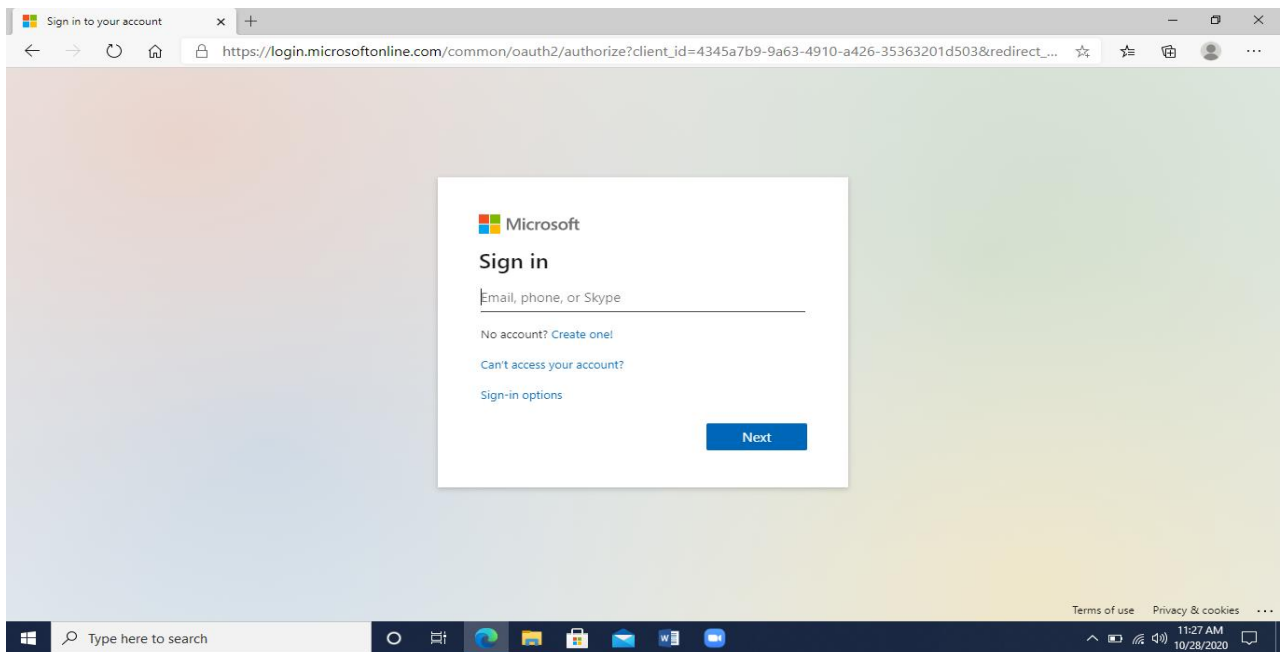 Sign in to your account
https://login.microsoftonline.com/common/oauth2/authorize?client_id=4345a7b9-9a63-4910-a426-35363201d503&redirect_...
Microsoft
Sign in
Email, phone, or Skype
No account? Create one!
Can't access your account?
Sign-in options
Next
Terms of use Privacy & cookies ...
Type here to search
11:27 AM
10/28/2020